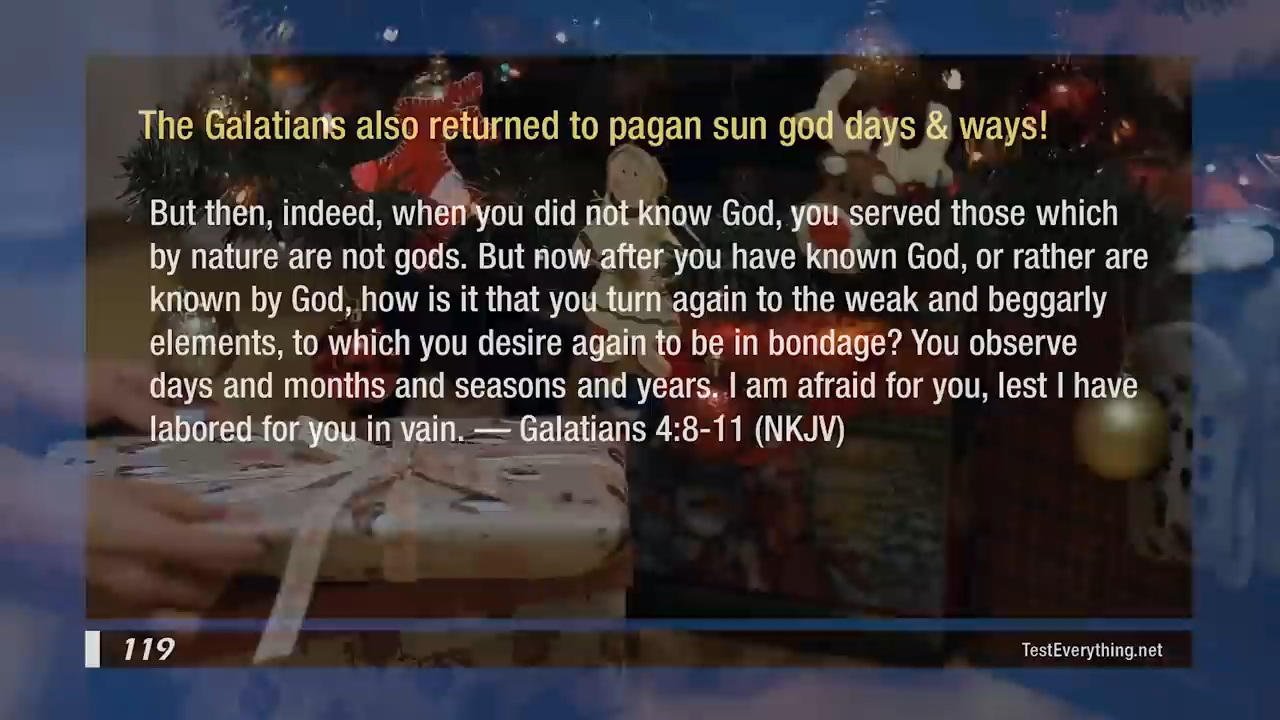 The Galatians also returned to pagan sun god days & ways!
But then, indeed, when you did not know God, you served those which
by nature are not gods. But now after you have known God, or rather are
known by God, how is it that you turn again to the weak and beggarly
elements, to which you desire again to be in bondage? You observe
days and months and seasons and years. I am afraid for you, lest I have
labored for you in vain. — Galatians 4:8-11 (NKJV)
119
TestEverything.net